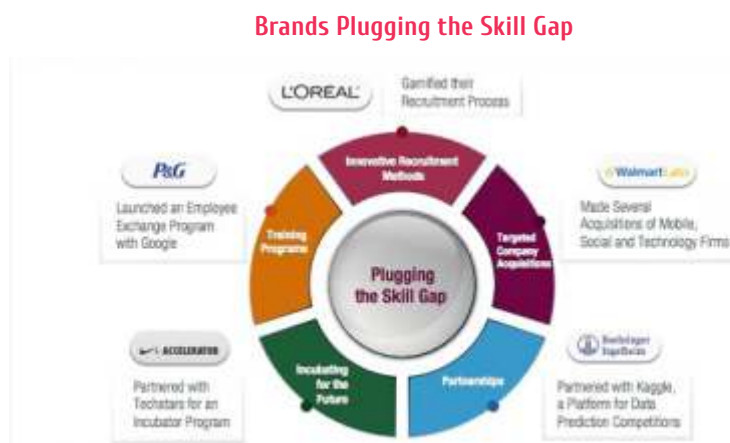 Brands Plugging the Skill Gap
L'ORÉAL
Gamified their
Recruitment Process
Innovative Recruitment
Methods
P&G
Launched an Employee
Exchange Program
with Google
Training
Programs
WalmartLabs
Made Several
Acquisitions of Mobile,
Social and Technology Firms
Targeted
Company
Acquisitions
Plugging
the Skill Gap
ACCELERATOR
Partnered with
Techstars for an
Incubator Program
Incubating
for the
Future
Partnerships
Boehringer
Ingelheim
Partnered with Kaggle,
a Platform for Data
Prediction Competitions